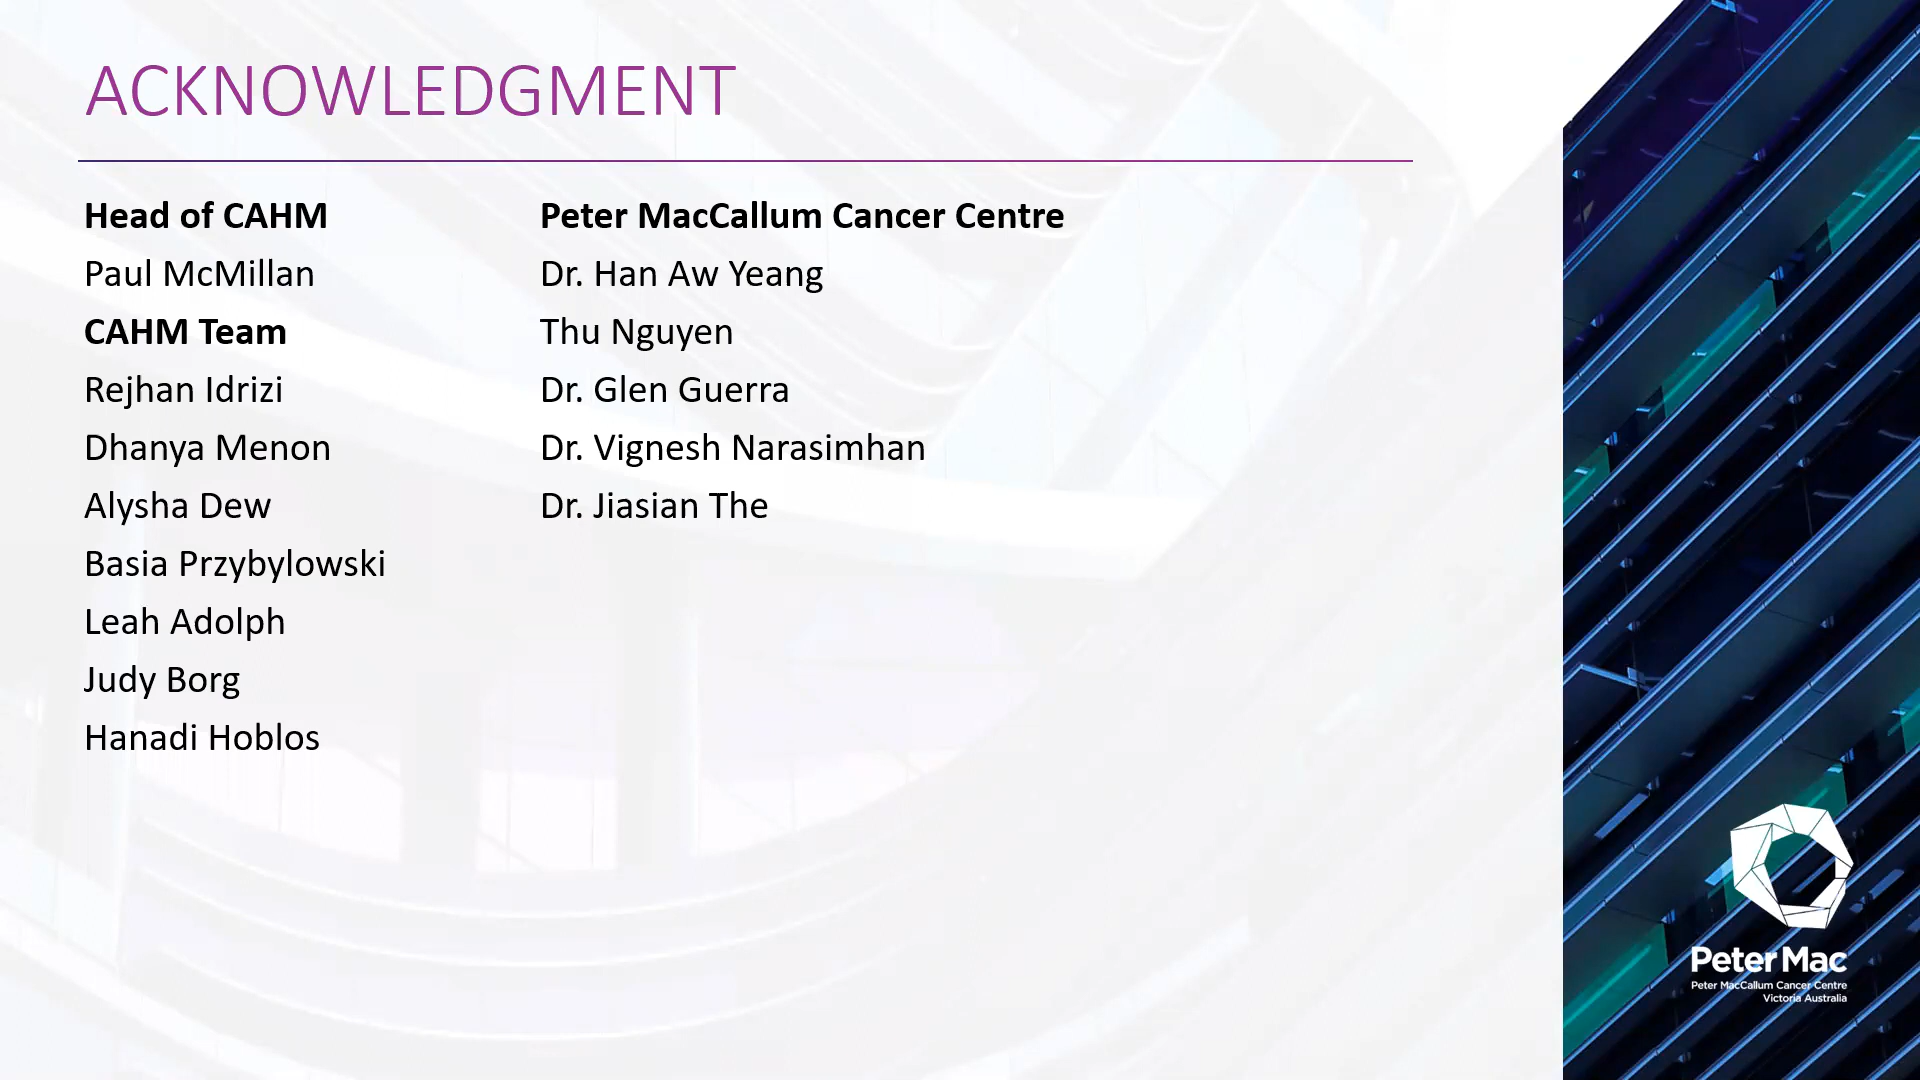 ACKNOWLEDGMENT
Head of CAHM
Paul McMillan
CAHM Team
Rejhan Idrizi
Dhanya Menon
Alysha Dew
Basia Przybylowski
Leah Adolph
Judy Borg
Hanadi Hoblos
Peter MacCallum Cancer Centre
Dr. Han Aw Yeang
Thu Nguyen
Dr. Glen Guerra
Dr. Vignesh Narasimhan
Dr. Jiasian The
Peter Mac
Peter MacCallum Cancer Centre
Victoria Australia